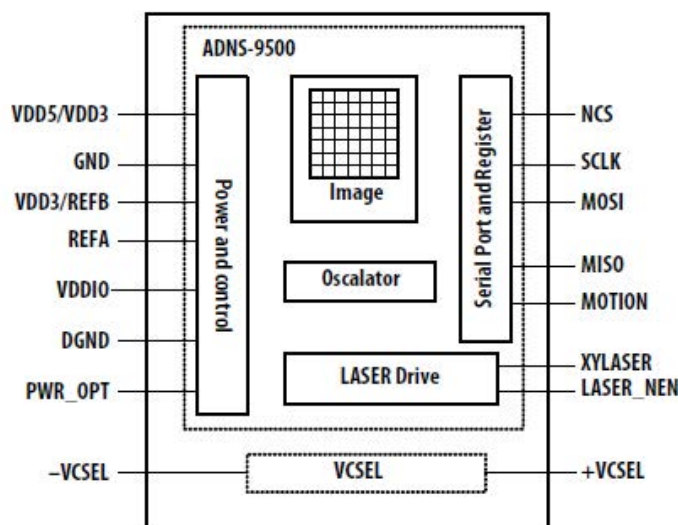 ADNS-9500
VDD5/VDD3
GND
VDD3/REFB
REFA
VDDIO
DGND
PWR_OPT
–VCSEL
Power and control
Image
Oscalator
LASER Drive
VCSEL
Serial Port and Register
NCS
SCLK
MOSI
MISO
MOTION
XYLASER
LASER_NEN
+VCSEL